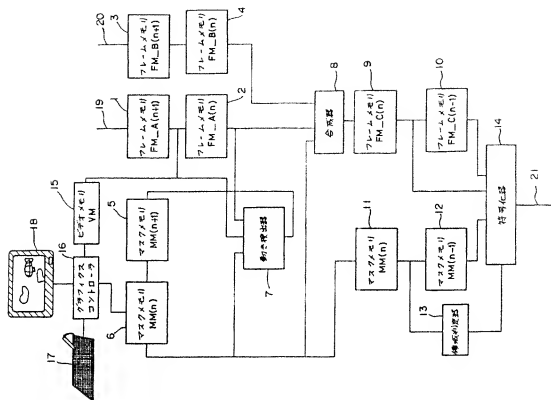 20
フレームメモリ
FM_B(n+1)
3
フレームメモリ
FM_B(n)
4
19
フレームメモリ
FM_A(n+1)
1
フレームメモリ
FM_A(n)
2
合成器
8
フレームメモリ
FM_C(n)
9
フレームメモリ
FM_C(n-1)
10
15
ビデオメモリ
VM
5
マスクメモリ
MM(n+1)
動き検出器
7
18
16
グラフィクス
コントローラ
マスクメモリ
MM(n)
6
17
マスクメモリ
MM(n)
11
マスクメモリ
MM(n-1)
12
13
14
符号化器
21